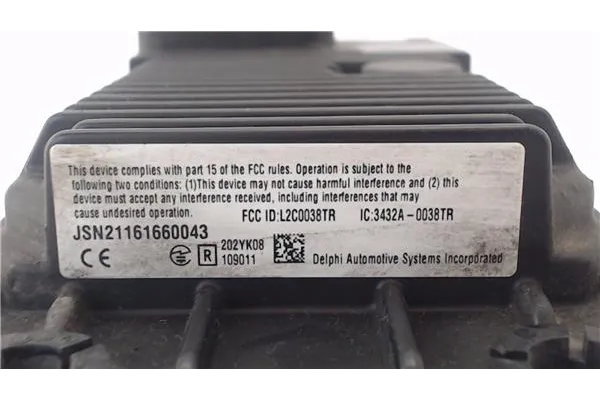 This device complies with part 15 of the FCC rules. Operation is subject to the
following two conditions: (1)This device may not cause harmful interference and (2) this
device must accept any interference received, including interference that may
cause undesired operation.
FCC ID:L2C0038TR IC:3432A-0038TR
JSN21161660043
CE R 202YK08
109011
Delphi Automotive Systems Incorporated